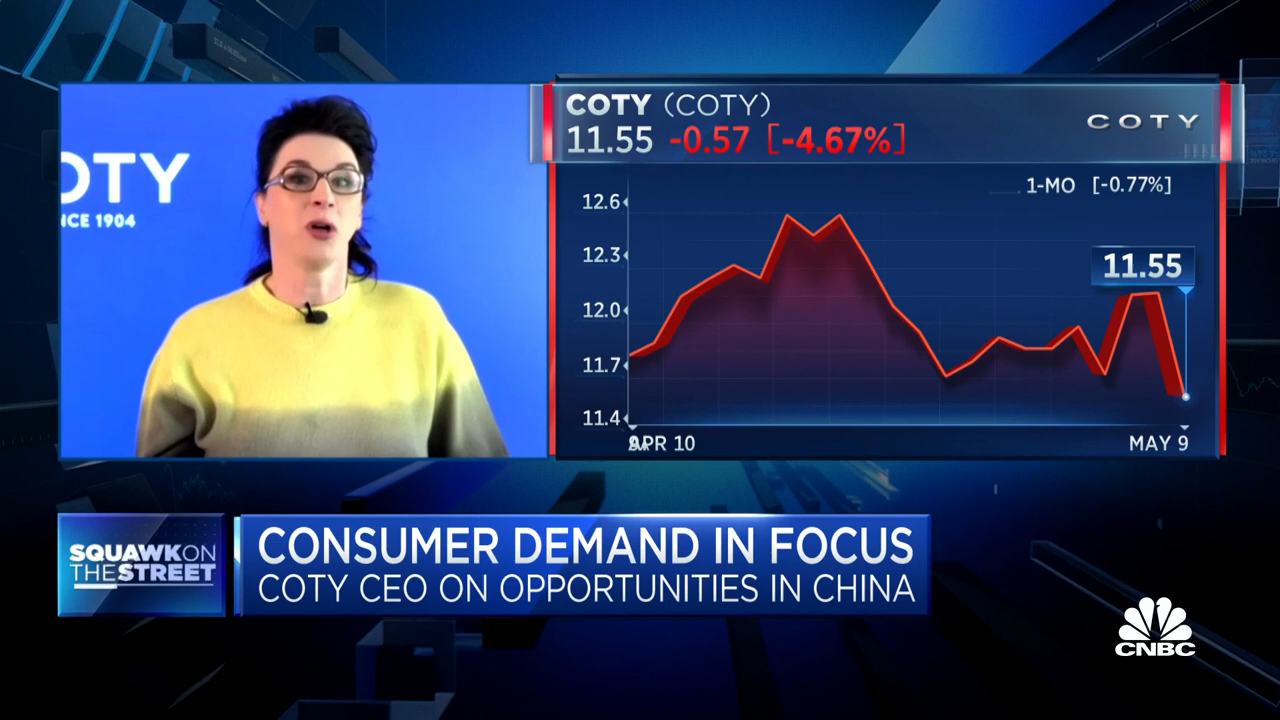 OTY
NCE 1904
COTY (COTY)
11.55 -0.57 [-4.67%]
COTY
1-MO [-0.77%]
12.6
12.3
12.0
11.7
11.4
11.55
APR 10
MAY 9
SQUAWK ON
THE STREET
CONSUMER DEMAND IN FOCUS
COTY CEO ON OPPORTUNITIES IN CHINA
CNBC